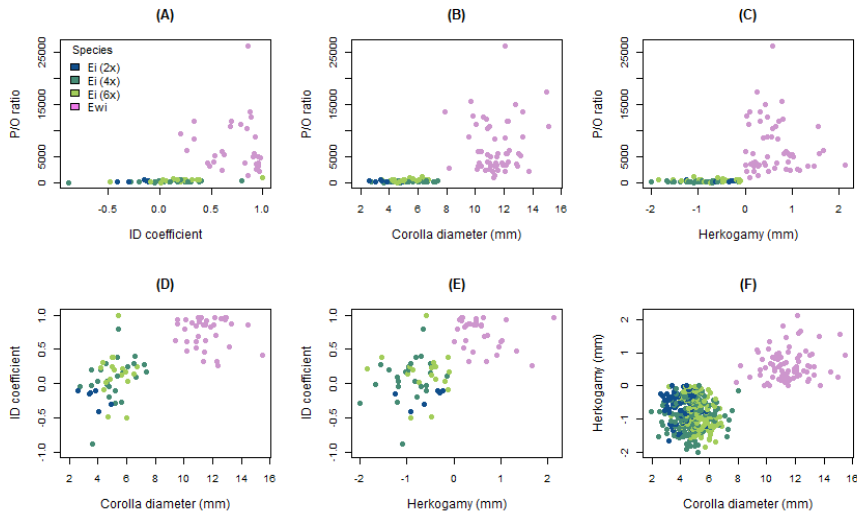 (A)
(B)
(C)
Species
Ei (2x)
Ei (4x)
Ei (6x)
Ewi
P/O ratio
0 5000 15000 25000
-0.5 0.0 0.5 1.0
ID coefficient
P/O ratio
0 5000 15000 25000
2 4 6 8 10 12 14 16
Corolla diameter (mm)
P/O ratio
0 5000 15000 25000
-2 -1 0 1 2
Herkogamy (mm)
(D)
(E)
(F)
ID coefficient
-1.0 -0.5 0.0 0.5 1.0
2 4 6 8 10 12 14 16
Corolla diameter (mm)
ID coefficient
-1.0 -0.5 0.0 0.5 1.0
-2 -1 0 1 2
Herkogamy (mm)
Herkogamy (mm)
-2 -1 0 1 2
2 4 6 8 10 12 14 16
Corolla diameter (mm)